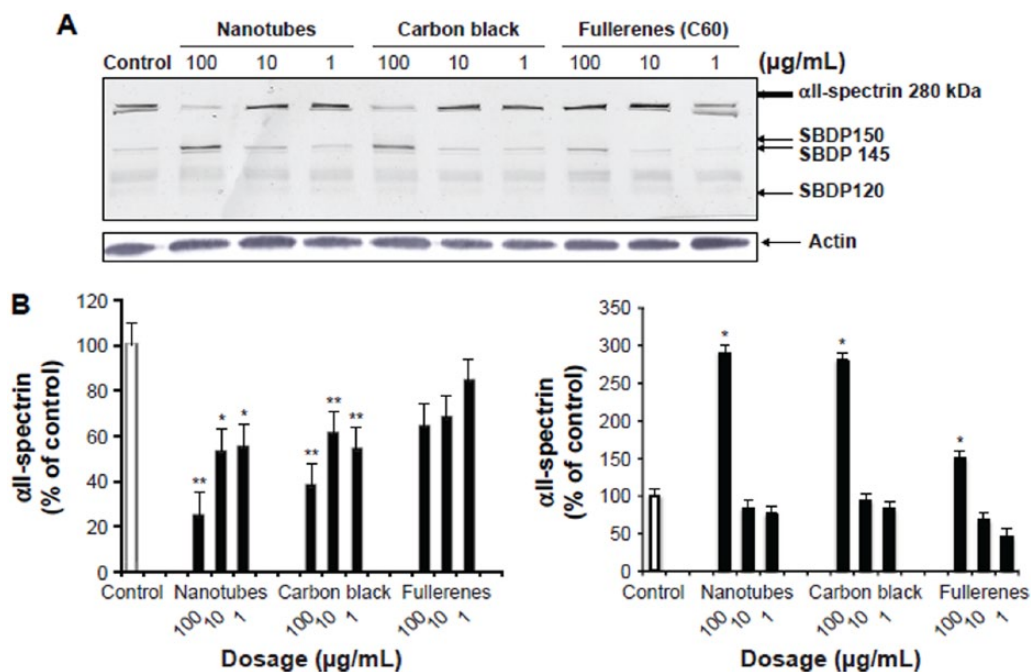 A
Nanotubes Carbon black Fullerenes (C60)
Control 100 10 1 100 10 1 100 10 1 (µg/mL)
αII-spectrin 280 kDa
SBDP150
SBDP 145
SBDP120
Actin
B
αII-spectrin
(% of control)
120
100
80
60
40
20
0
** * *
** ** **
Control Nanotubes Carbon black Fullerenes
100 10 1 100 10 1 100 10 1
Dosage (µg/mL)
αII-spectrin
(% of control)
350
300
250
200
150
100
50
0
* * *
Control Nanotubes Carbon black Fullerenes
100 10 1 100 10 1 100 10 1
Dosage (µg/mL)